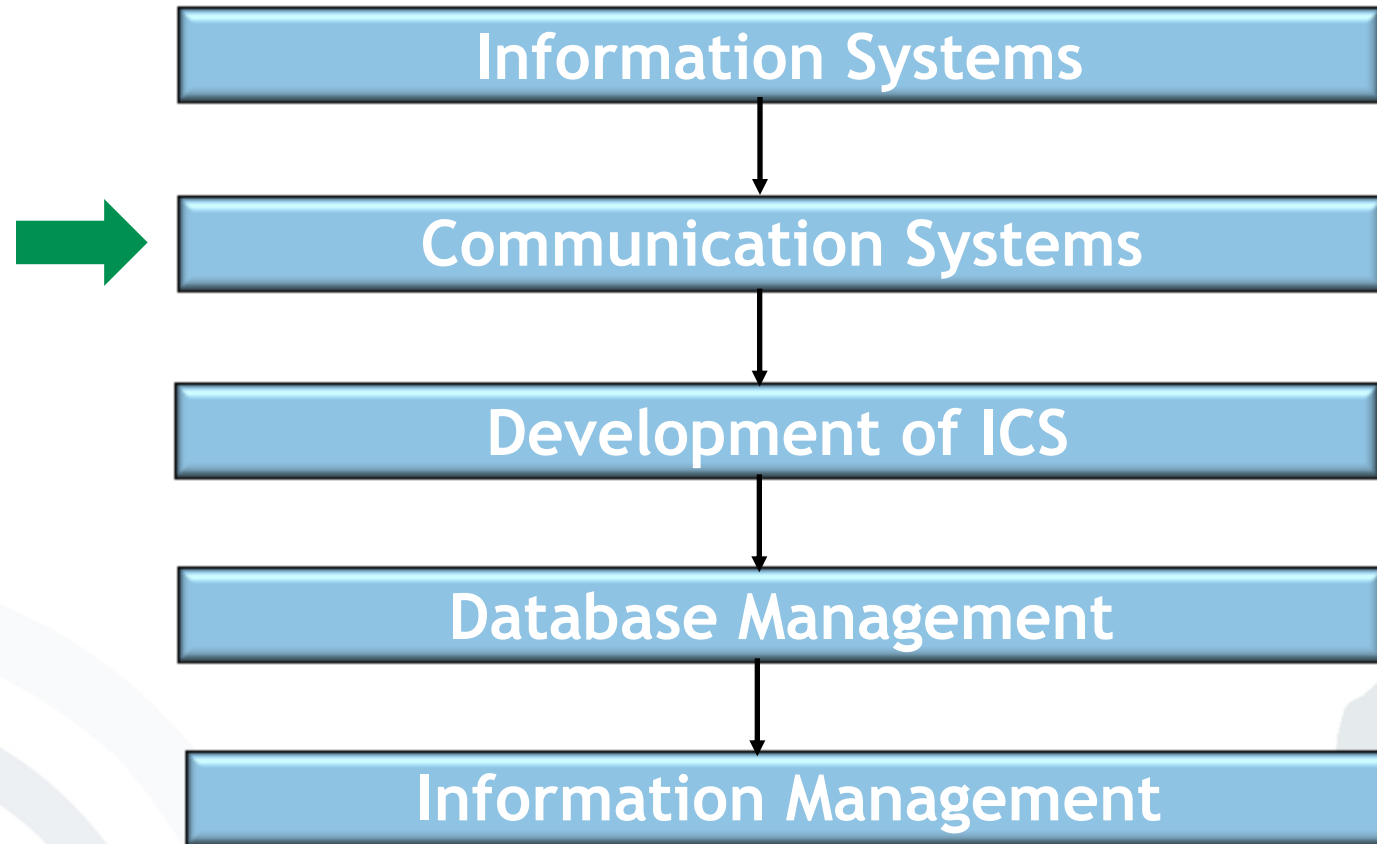 Information Systems
Communication Systems
Development of ICS
Database Management
Information Management